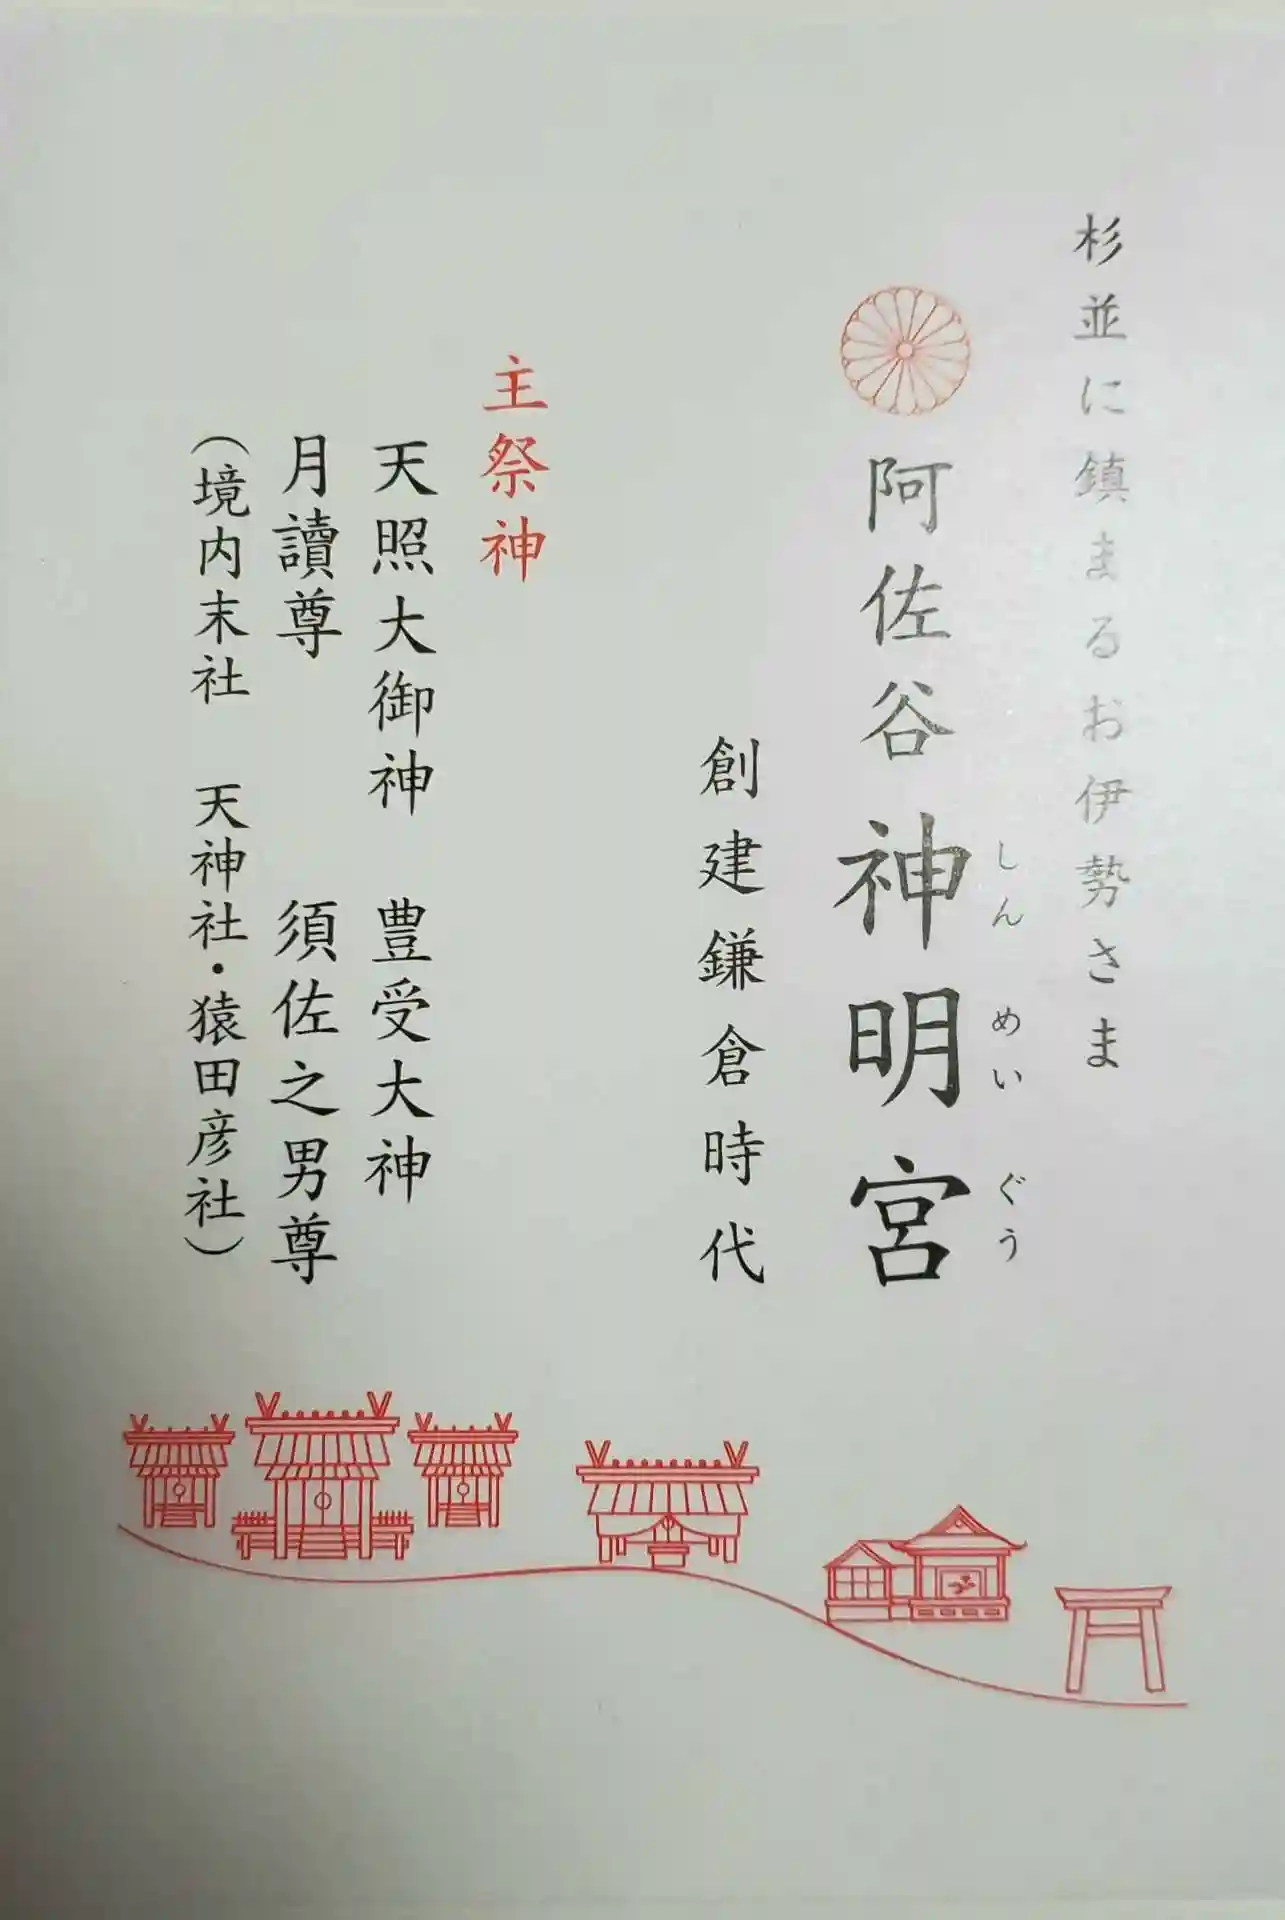 杉並に鎮まるお伊勢さま
阿佐谷神明宮
しんめいぐう
創建鎌倉時代
主祭神
天照大御神　豊受大神
月讀尊　須佐之男尊
（境内末社　天神社・猿田彦社）